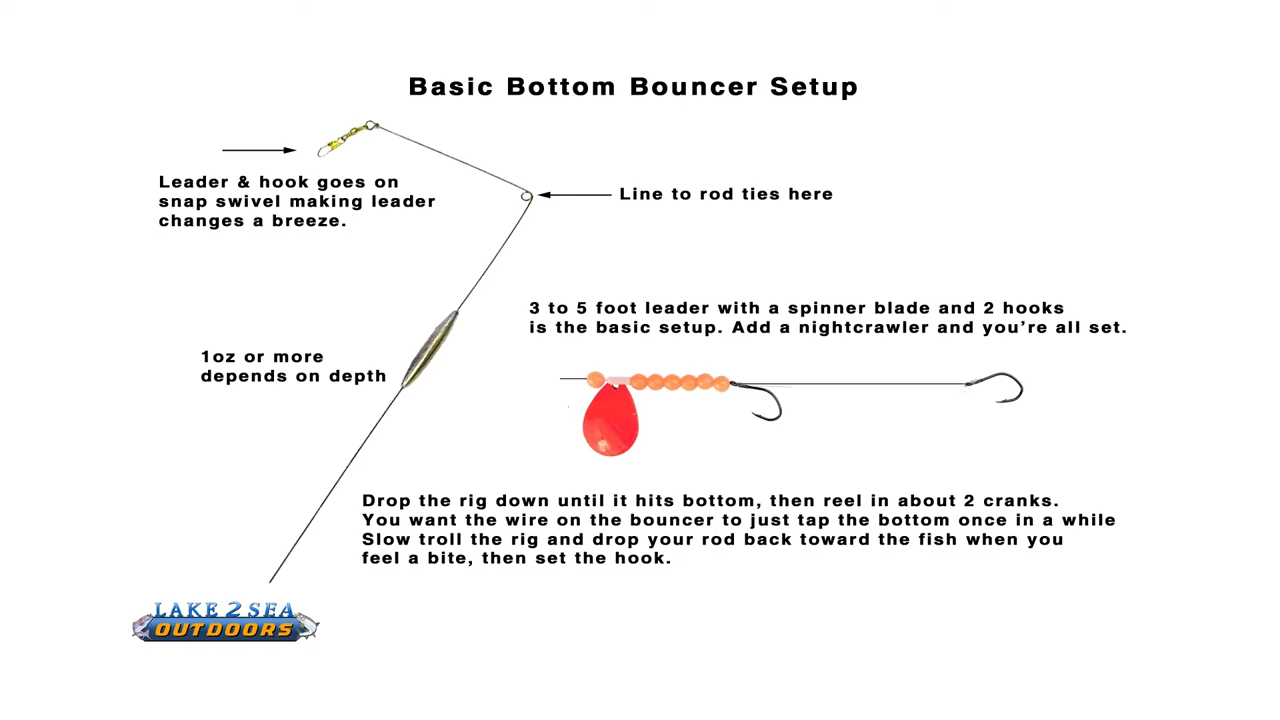 Basic Bottom Bouncer Setup
Leader & hook goes on
snap swivel making leader
changes a breeze.
Line to rod ties here
3 to 5 foot leader with a spinner blade and 2 hooks
is the basic setup. Add a nightcrawler and you're all set.
1oz or more
depends on depth
Drop the rig down until it hits bottom, then reel in about 2 cranks.
You want the wire on the bouncer to just tap the bottom once in a while
Slow troll the rig and drop your rod back toward the fish when you
feel a bite, then set the hook.
LAKE 2 SEA
OUTDOORS